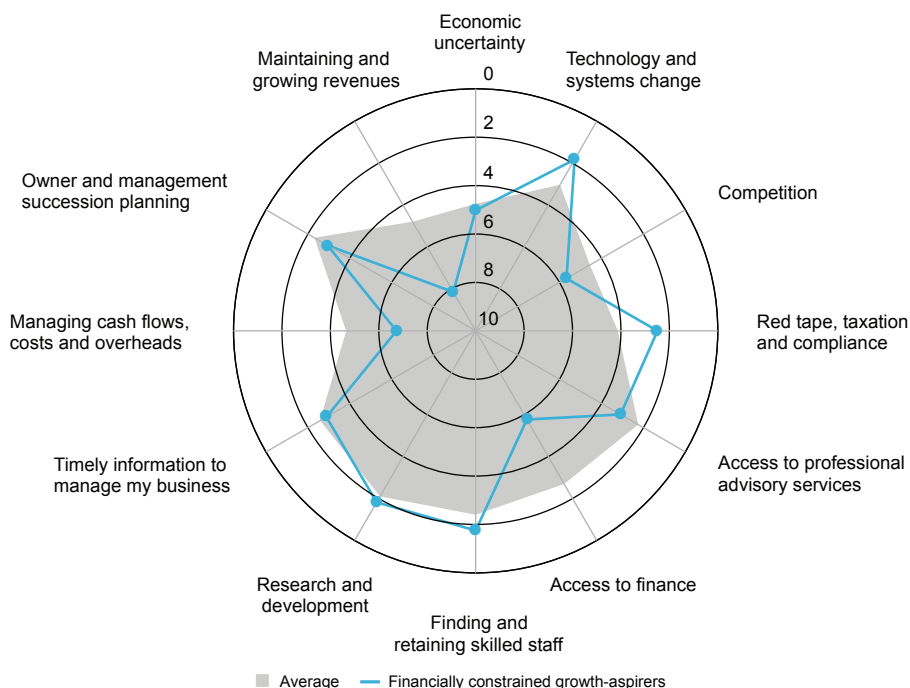 Economic
uncertainty
Technology and
systems change
Competition
Red tape, taxation
and compliance
Access to professional
advisory services
Access to finance
Finding and
retaining skilled staff
Research and
development
Timely information to
manage my business
Managing cash flows,
costs and overheads
Owner and management
succession planning
Maintaining and
growing revenues
0
2
4
6
8
10
Average
Financially constrained growth-aspirers